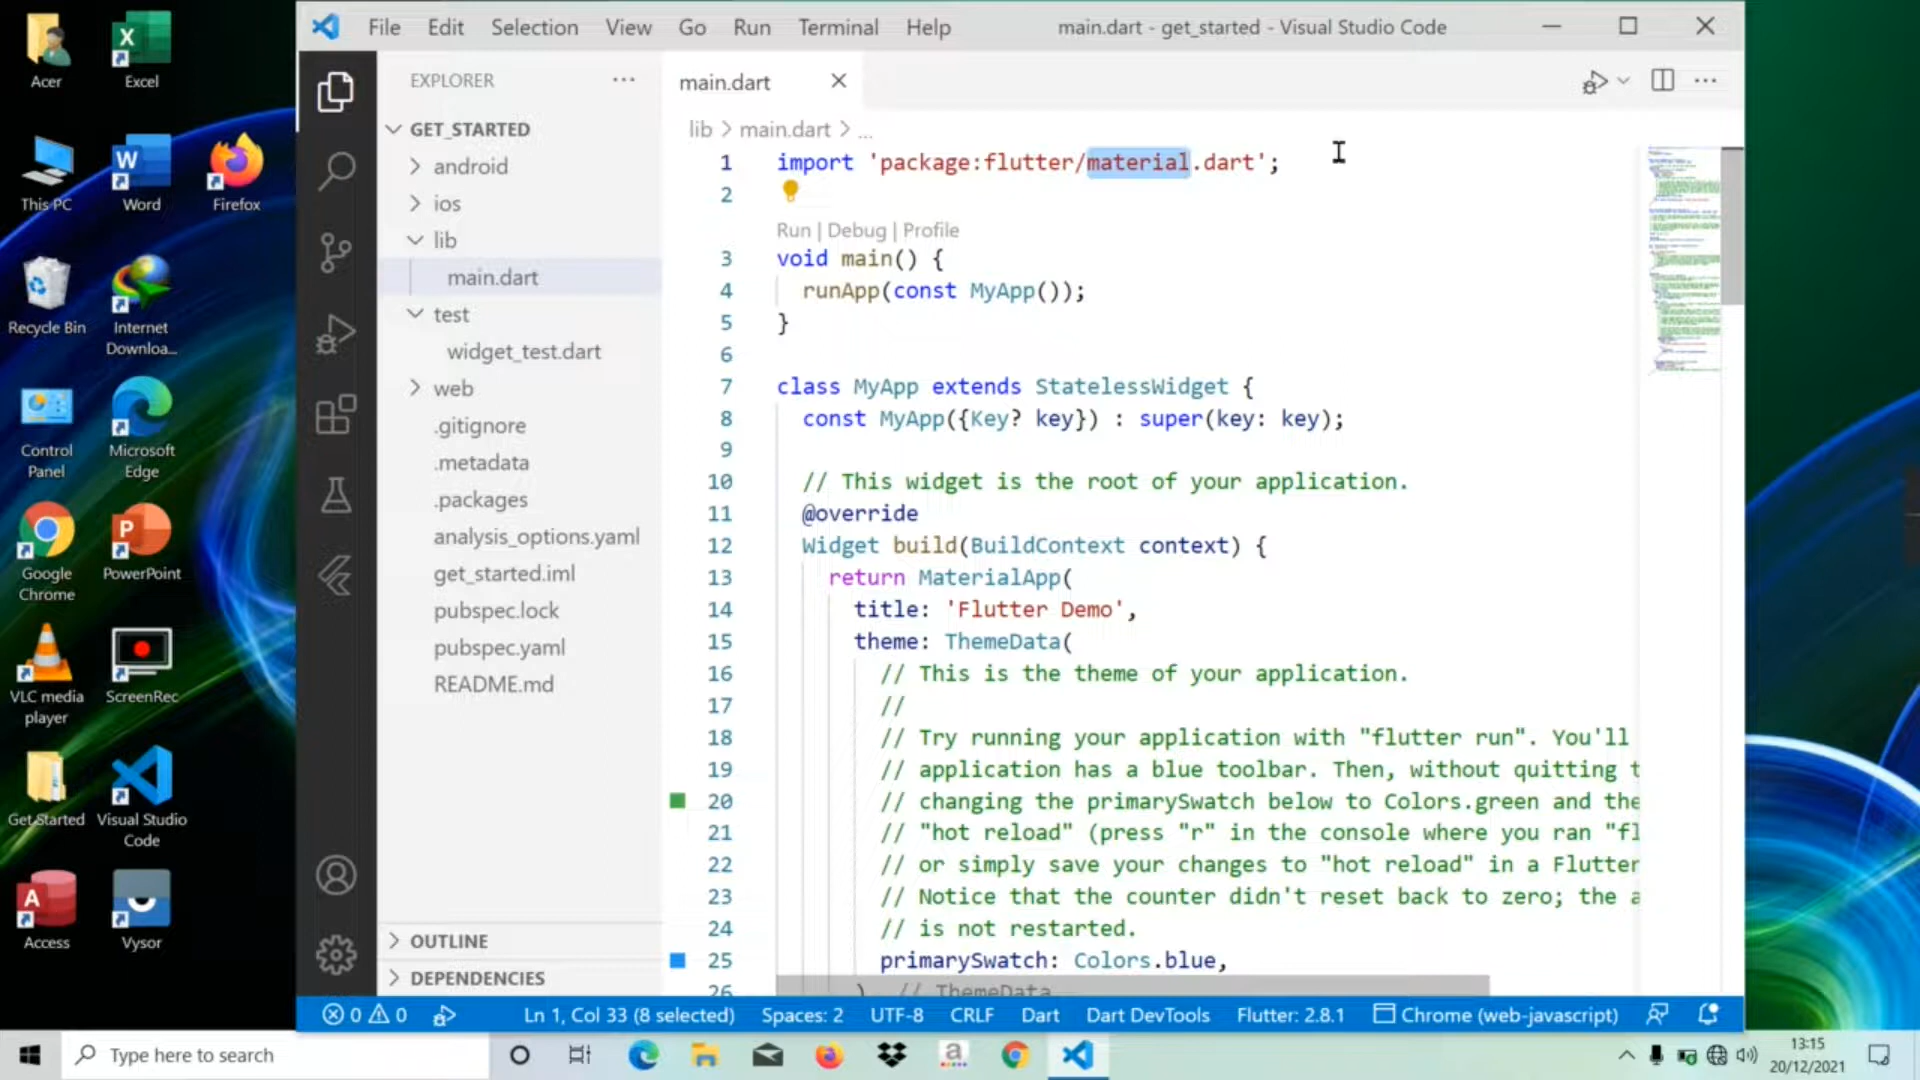 File Edit Selection View Go Run Terminal Help
main.dart - get_started - Visual Studio Code
Acer
Excel
This PC
Word
Firefox
Recycle Bin
Internet
Downloa...
Control
Panel
Microsoft
Edge
Google
Chrome
PowerPoint
VLC media
player
ScreenRec
Get Started
Visual Studio
Code
Access
Vysor
EXPLORER
GET_STARTED
android
ios
lib
main.dart
test
widget_test.dart
web
.gitignore
.metadata
.packages
analysis_options.yaml
get_started.iml
pubspec.lock
pubspec.yaml
README.md
OUTLINE
DEPENDENCIES
main.dart
lib > main.dart > ...
1 import 'package:flutter/material.dart';
2
Run | Debug | Profile
3 void main() {
4 runApp(const MyApp());
5 }
6
7 class MyApp extends StatelessWidget {
8 const MyApp({Key? key}) : super(key: key);
9
10 // This widget is the root of your application.
11 @override
12 Widget build(BuildContext context) {
13 return MaterialApp(
14 title: 'Flutter Demo',
15 theme: ThemeData(
16 // This is the theme of your application.
17 //
18 // Try running your application with "flutter run". You'll
19 // application has a blue toolbar. Then, without quitting t
20 // changing the primarySwatch below to Colors.green and the
21 // "hot reload" (press "r" in the console where you ran "fl
22 // or simply save your changes to "hot reload" in a Flutter
23 // Notice that the counter didn't reset back to zero; the a
24 // is not restarted.
25 primarySwatch: Colors.blue,
26 ) // ThemeData
0 0
Ln 1, Col 33 (8 selected) Spaces: 2 UTF-8 CRLF Dart Dart DevTools Flutter: 2.8.1 Chrome (web-javascript)
Type here to search
13:15
20/12/2021